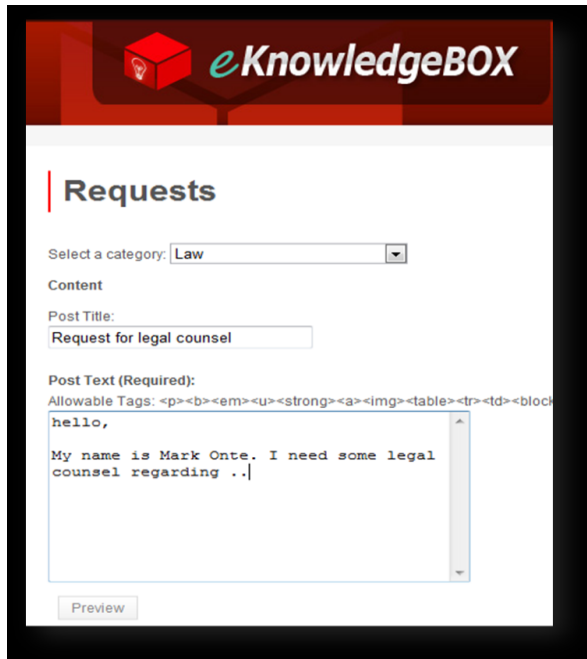 eKnowledgeBOX
Requests
Select a category: Law
Content
Post Title:
Request for legal counsel
Post Text (Required):
Allowable Tags: <p><b><em><u><strong><a><img><table><tr><td><block
hello,
My name is Mark Onte. I need some legal
counsel regarding ..
Preview